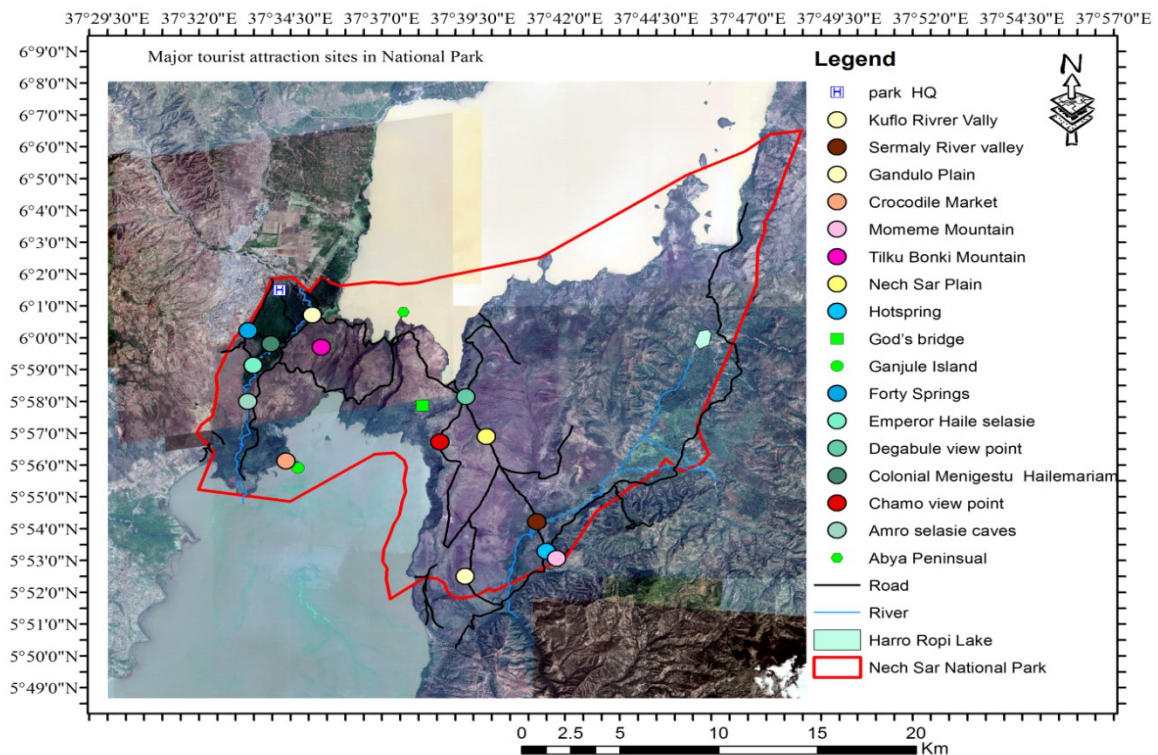 37°29'30"E 37°32'0"E 37°34'30"E 37°37'0"E 37°39'30"E 37°42'0"E 37°44'30"E 37°47'0"E 37°49'30"E 37°52'0"E 37°54'30"E 37°57'0"E
6°9'0"N
6°8'0"N
6°7'0"N
6°6'0"N
6°5'0"N
6°4'0"N
6°3'0"N
6°2'0"N
6°1'0"N
6°0'0"N
5°59'0"N
5°58'0"N
5°57'0"N
5°56'0"N
5°55'0"N
5°54'0"N
5°53'0"N
5°52'0"N
5°51'0"N
5°50'0"N
5°49'0"N
Major tourist attraction sites in National Park
H
Legend
N
H park HQ
Kuflo Rivrer Vally
Sermaly River valley
Gandulo Plain
Crocodile Market
Momeme Mountain
Tilku Bonki Mountain
Nech Sar Plain
Hotspring
God's bridge
Ganjule Island
Forty Springs
Emperor Haile selasie
Degabule view point
Colonial Menigestu Hailemariam
Chamo view point
Amro selasie caves
Abya Peninsual
Road
River
Harro Ropi Lake
Nech Sar National Park
0 2.5 5 10 15 20
Km